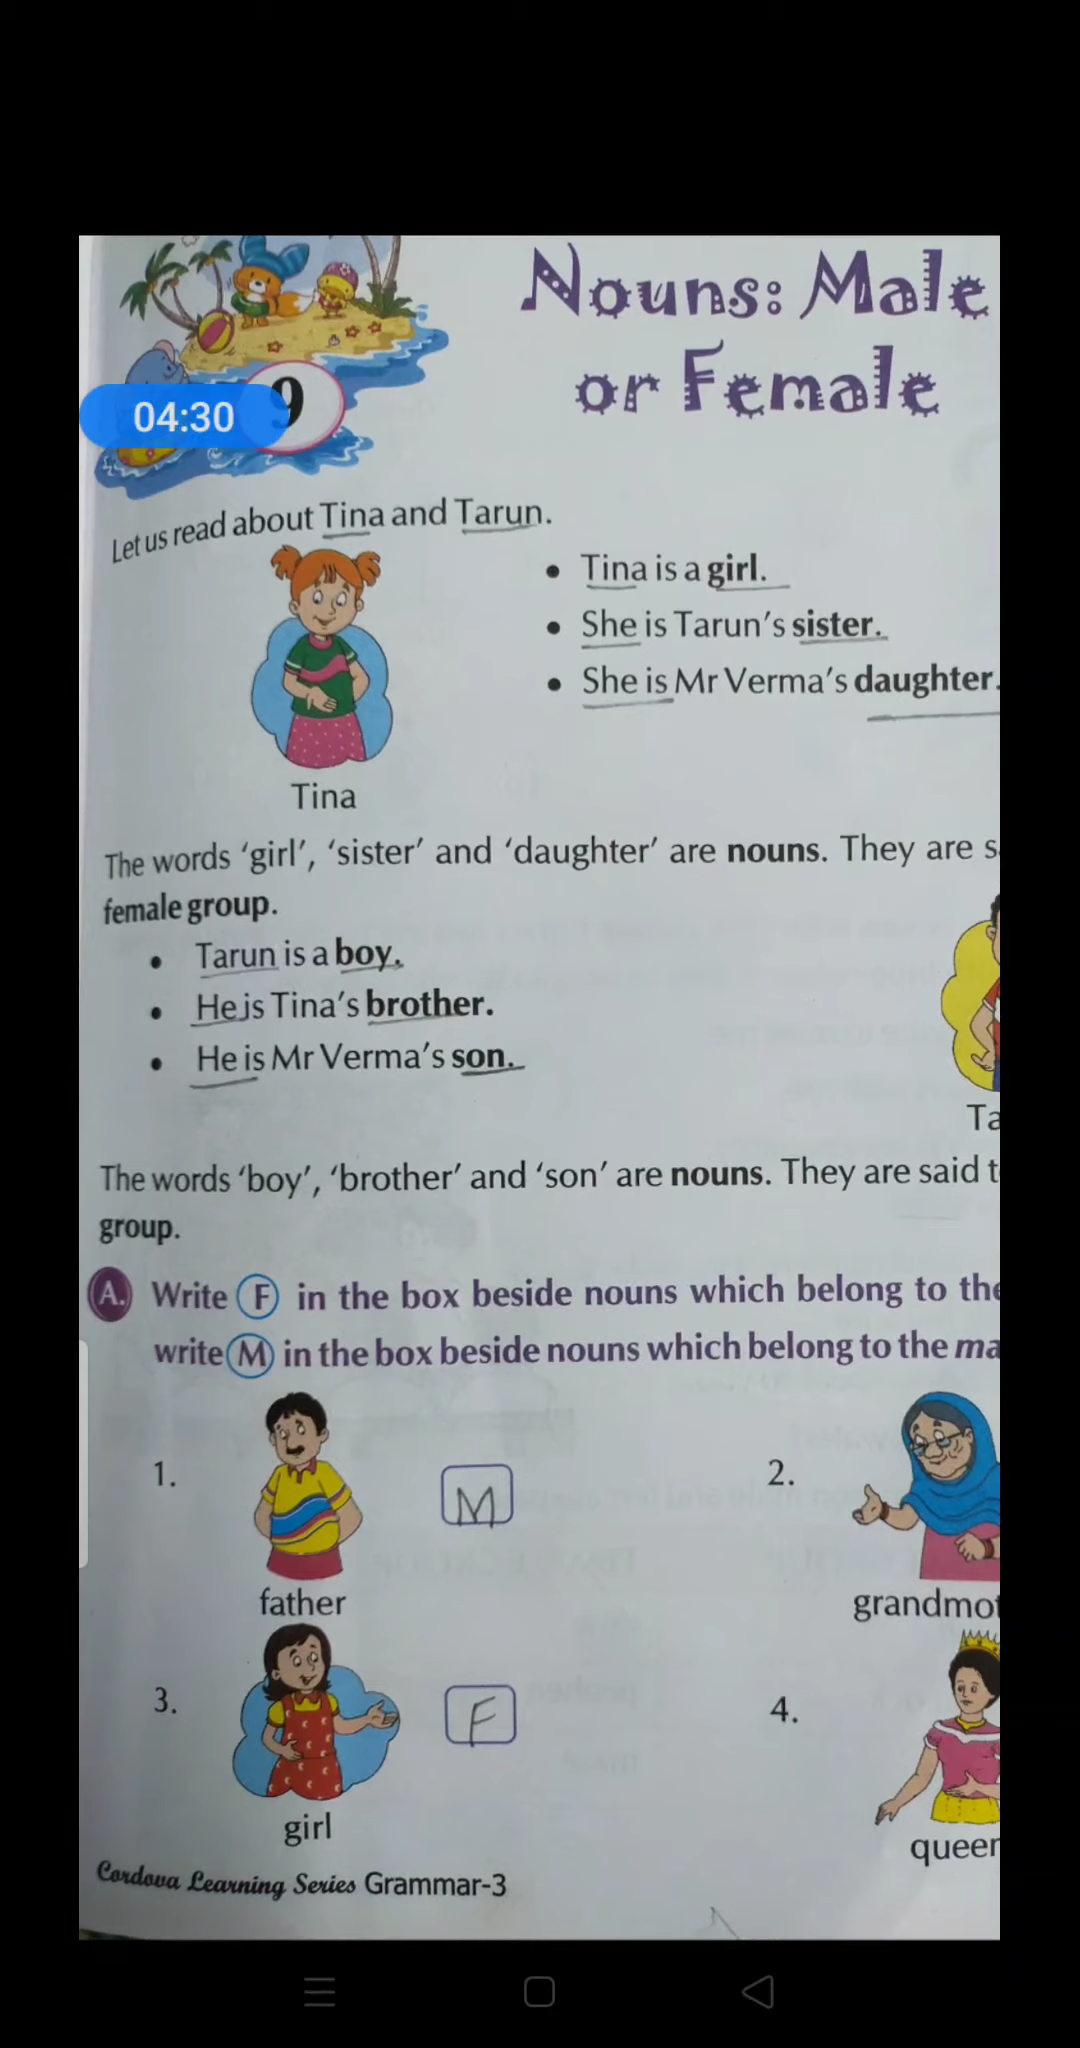 Nouns: Male
or Female
04:30
9
Let us read about Tina and Tarun.
• Tina is a girl.
• She is Tarun's sister.
• She is Mr Verma's daughter.
Tina
The words 'girl', 'sister' and 'daughter' are nouns. They are
female group.
• Tarun is a boy.
• He is Tina's brother.
• He is Mr Verma's son.
Ta
The words 'boy', 'brother' and 'son' are nouns. They are said t
group.
A. Write F in the box beside nouns which belong to the
write M in the box beside nouns which belong to the ma
1. M 2.
father grandmot
3. F 4.
girl queen
Cordova Learning Series Grammar-3